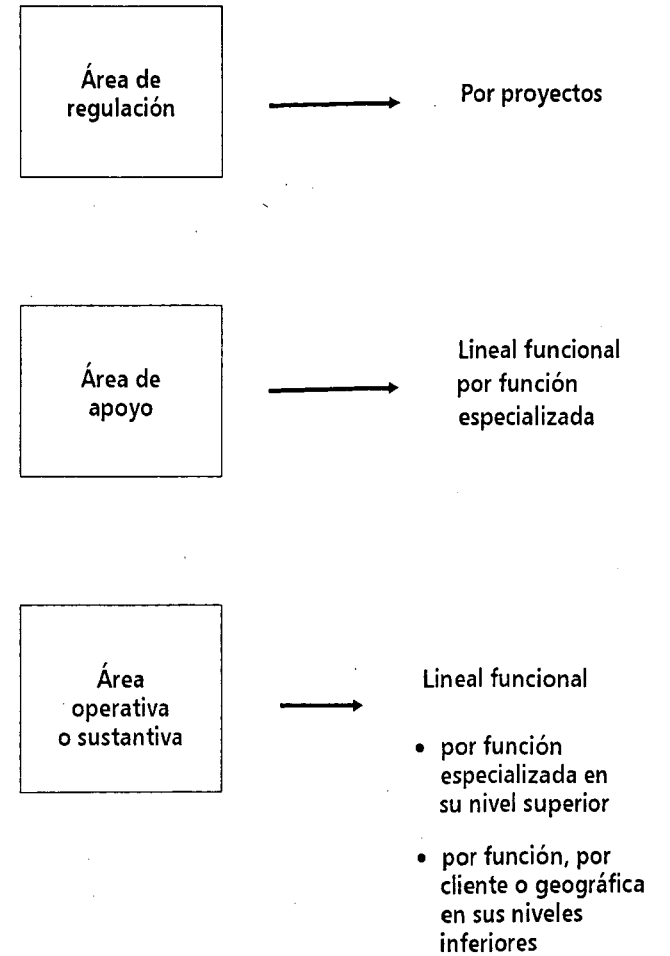 Área de
regulación
Por proyectos
Área de
apoyo
Lineal funcional
por función
especializada
Área
operativa
o sustantiva
Lineal funcional
• por función
especializada en
su nivel superior
• por función, por
cliente o geográfica
en sus niveles
inferiores